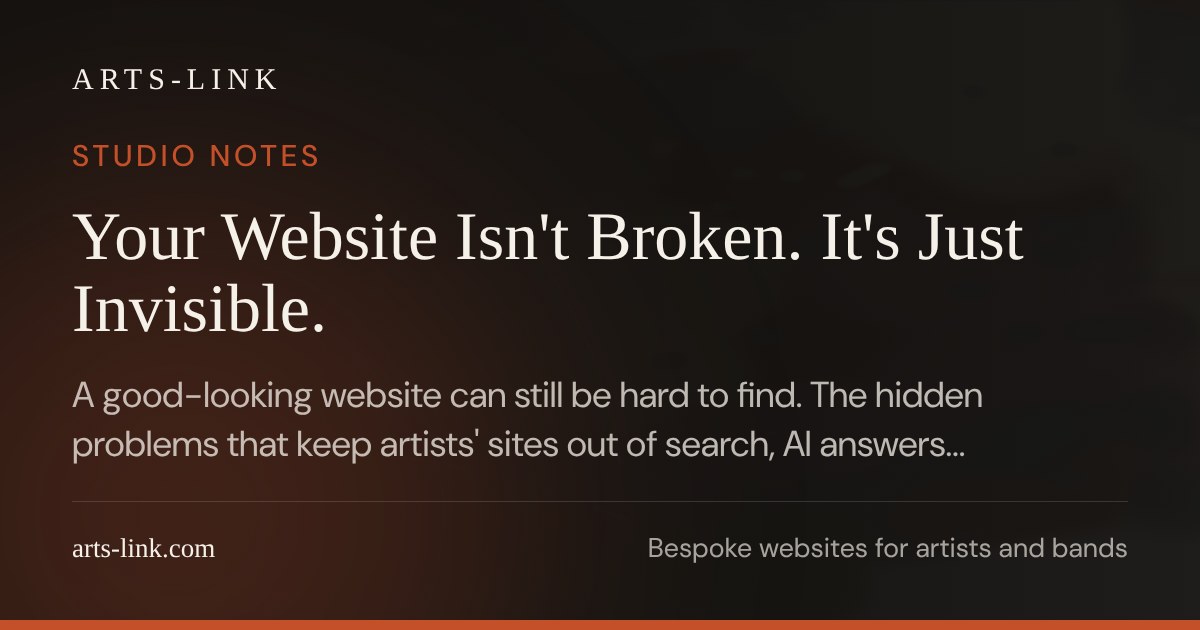 ARTS-LINK
STUDIO NOTES
Your Website Isn't Broken. It's Just
Invisible.
A good-looking website can still be hard to find. The hidden
problems that keep artists' sites out of search, AI answers...
arts-link.com
Bespoke websites for artists and bands